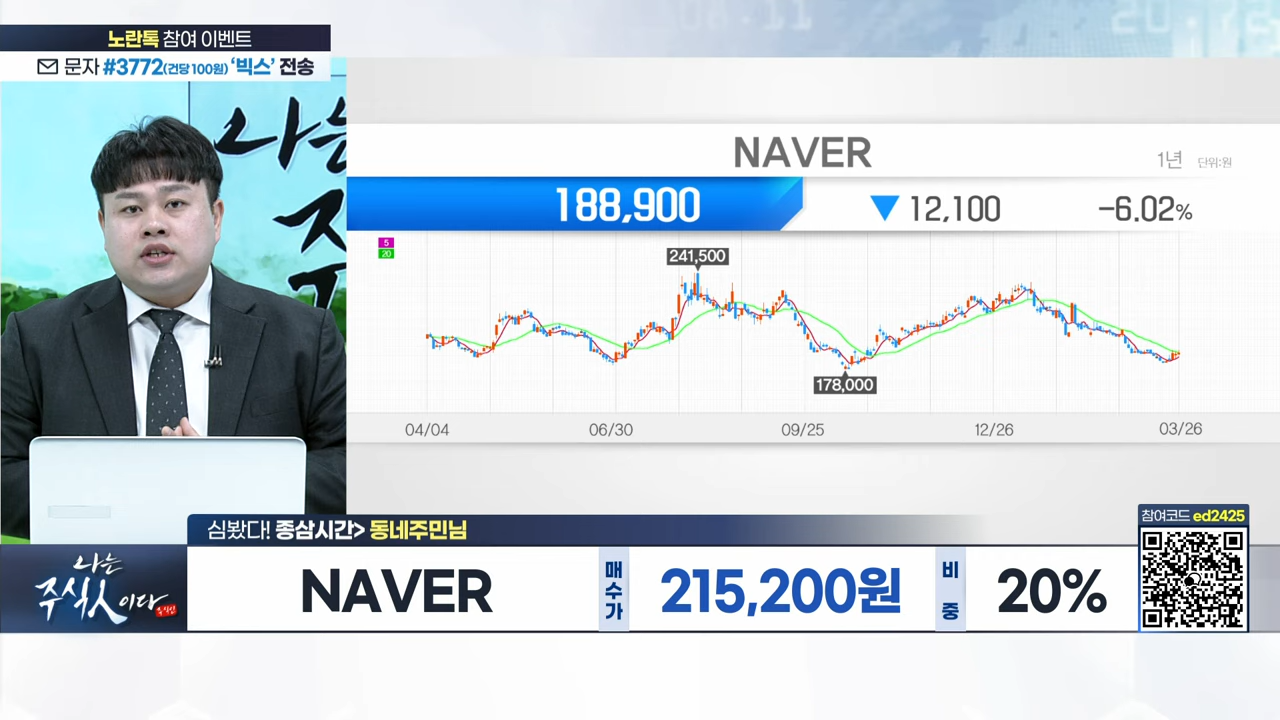 노란톡 참여 이벤트
문자 #3772(건당 100원) '빅스' 전송
나는
주
NAVER
1년 단위:원
188,900 ▼ 12,100 -6.02%
5
20
241,500
178,000
04/04 06/30 09/25 12/26 03/26
심봤다! 종삼시간> 동네주민님
참여코드 ed2425
나는
주식人이다
NAVER 매수가 215,200원 비중 20%